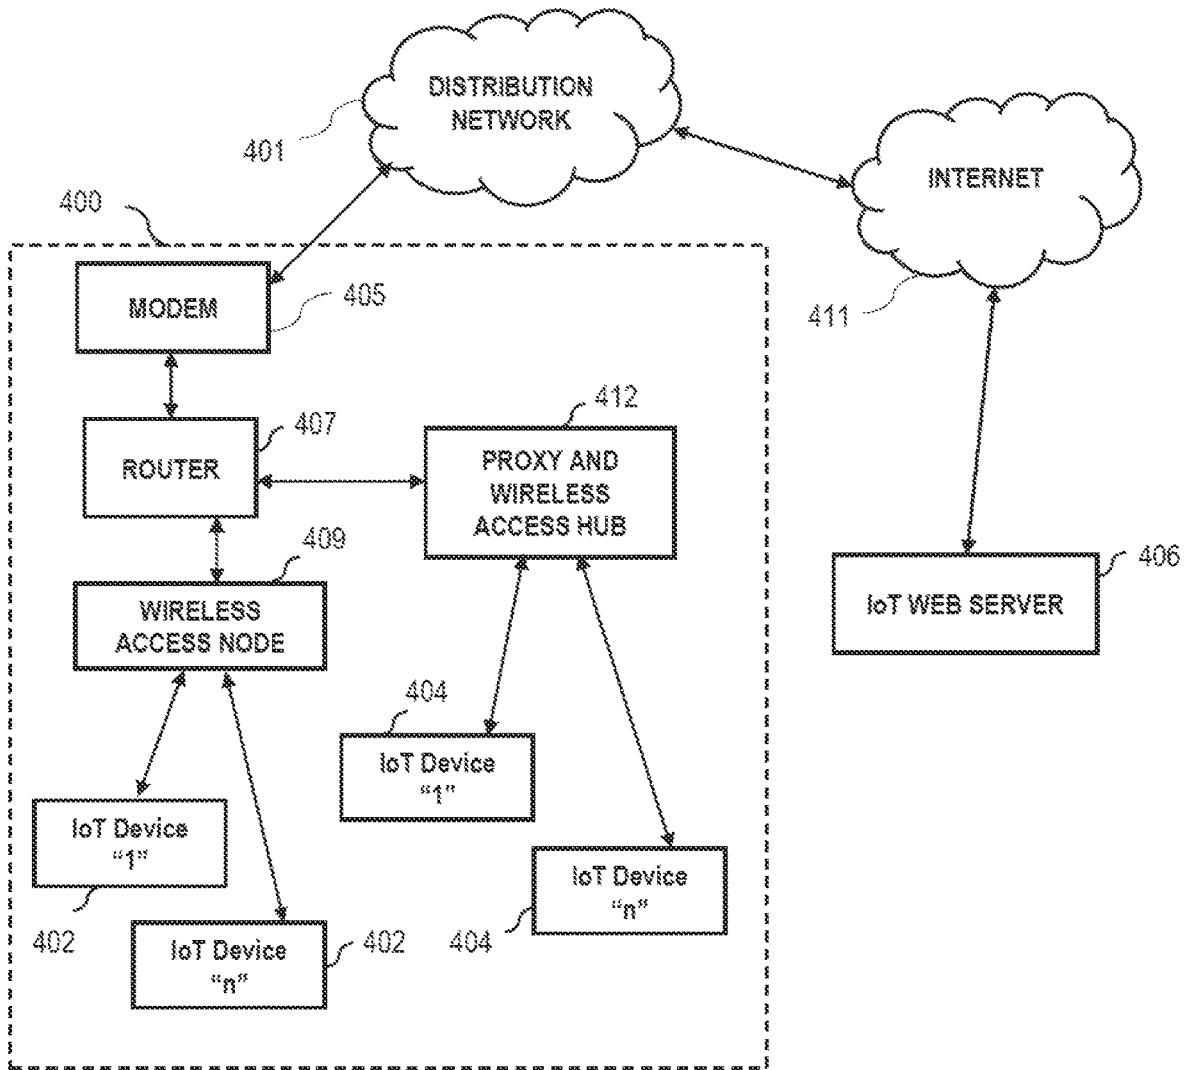 DISTRIBUTION
NETWORK
401
INTERNET
400
MODEM
405
411
412
407
ROUTER
PROXY AND
WIRELESS
ACCESS HUB
409
406
WIRELESS
ACCESS NODE
IoT WEB SERVER
404
IoT Device
“1”
IoT Device
“1”
IoT Device
“n”
402
IoT Device
“n”
402
404